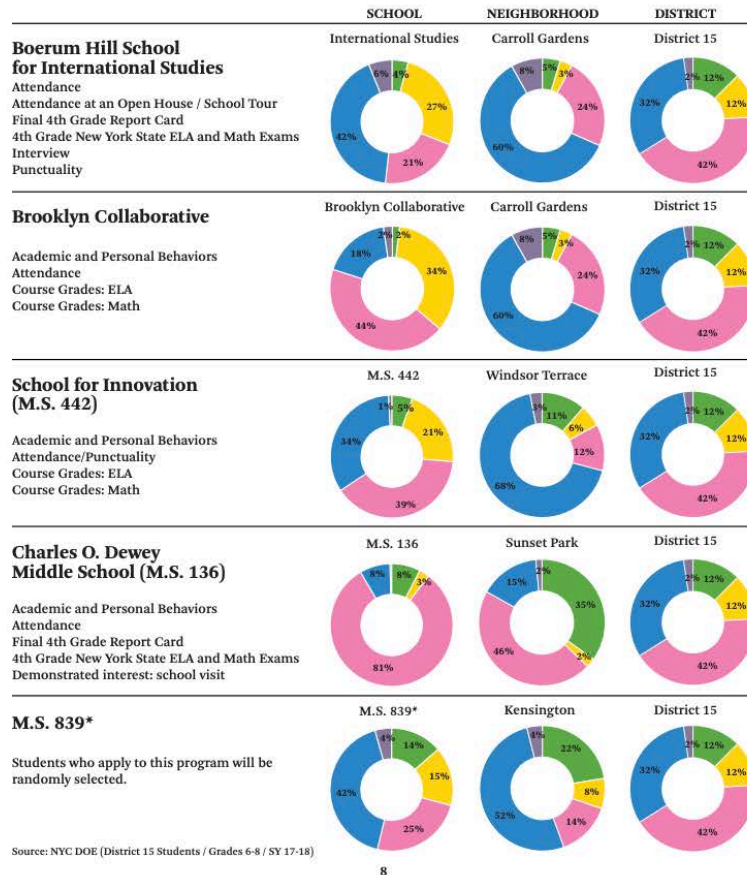 SCHOOL NEIGHBORHOOD DISTRICT
Boerum Hill School
for International Studies
Attendance
Attendance at an Open House / School Tour
Final 4th Grade Report Card
4th Grade New York State ELA and Math Exams
Interview
Punctuality
International Studies
6% 4%
27%
42%
21%
Carroll Gardens
8% 5% 3%
24%
60%
District 15
2% 12%
32% 12%
42%
Brooklyn Collaborative
Academic and Personal Behaviors
Attendance
Course Grades: ELA
Course Grades: Math
Brooklyn Collaborative
2% 2%
18%
34%
44%
Carroll Gardens
8% 5% 3%
24%
60%
District 15
2% 12%
32% 12%
42%
School for Innovation
(M.S. 442)
Academic and Personal Behaviors
Attendance/Punctuality
Course Grades: ELA
Course Grades: Math
M.S. 442
1% 5%
34% 21%
39%
Windsor Terrace
3% 11%
6%
12%
68%
District 15
2% 12%
32% 12%
42%
Charles O. Dewey
Middle School (M.S. 136)
Academic and Personal Behaviors
Attendance
Final 4th Grade Report Card
4th Grade New York State ELA and Math Exams
Demonstrated interest: school visit
M.S. 136
8% 8%
3%
81%
Sunset Park
2%
15%
35%
46% 2%
District 15
2% 12%
32% 12%
42%
M.S. 839*
Students who apply to this program will be
randomly selected.
M.S. 839*
4% 14%
42% 15%
25%
Kensington
4% 22%
8%
52% 14%
District 15
2% 12%
32% 12%
42%
Source: NYC DOE (District 15 Students / Grades 6-8 / SY 17-18)
8